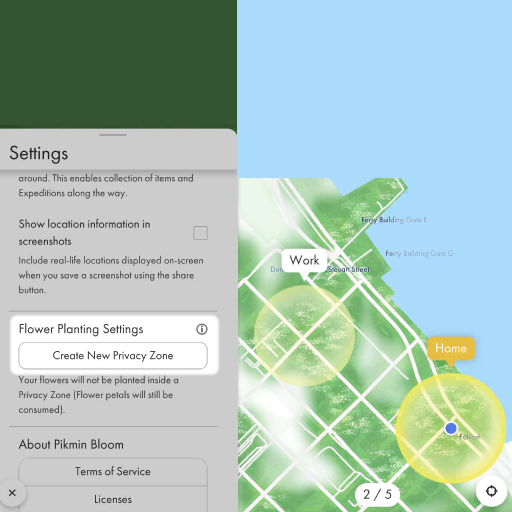 Settings
around. This enables collection of items and
Expeditions along the way.
Show location information in
screenshots
Include real-life locations displayed on-screen
when you save a screenshot using the share
button.
Flower Planting Settings
Create New Privacy Zone
Your flowers will not be planted inside a
Privacy Zone (Flower petals will still be
consumed).
About Pikmin Bloom
Terms of Service
Licenses
Ferry Building Gate E
Ferry Building Gate G
Work
Street
Home
Folsom
2 / 5